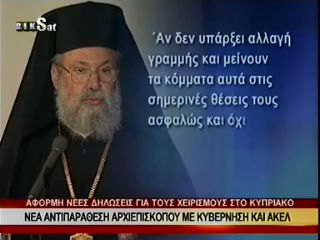 ΡΙΚ Sat
΄Αν δεν υπάρξει αλλαγή
γραμμής και μείνουν
τα κόμματα αυτά στις
σημερινές θέσεις τους
ασφαλώς και όχι
ΑΦΟΡΜΗ ΝΕΕΣ ΔΗΛΩΣΕΙΣ ΓΙΑ ΤΟΥΣ ΧΕΙΡΙΣΜΟΥΣ ΣΤΟ ΚΥΠΡΙΑΚΟ
ΝΕΑ ΑΝΤΙΠΑΡΑΘΕΣΗ ΑΡΧΙΕΠΙΣΚΟΠΟΥ ΜΕ ΚΥΒΕΡΝΗΣΗ ΚΑΙ ΑΚΕΛ